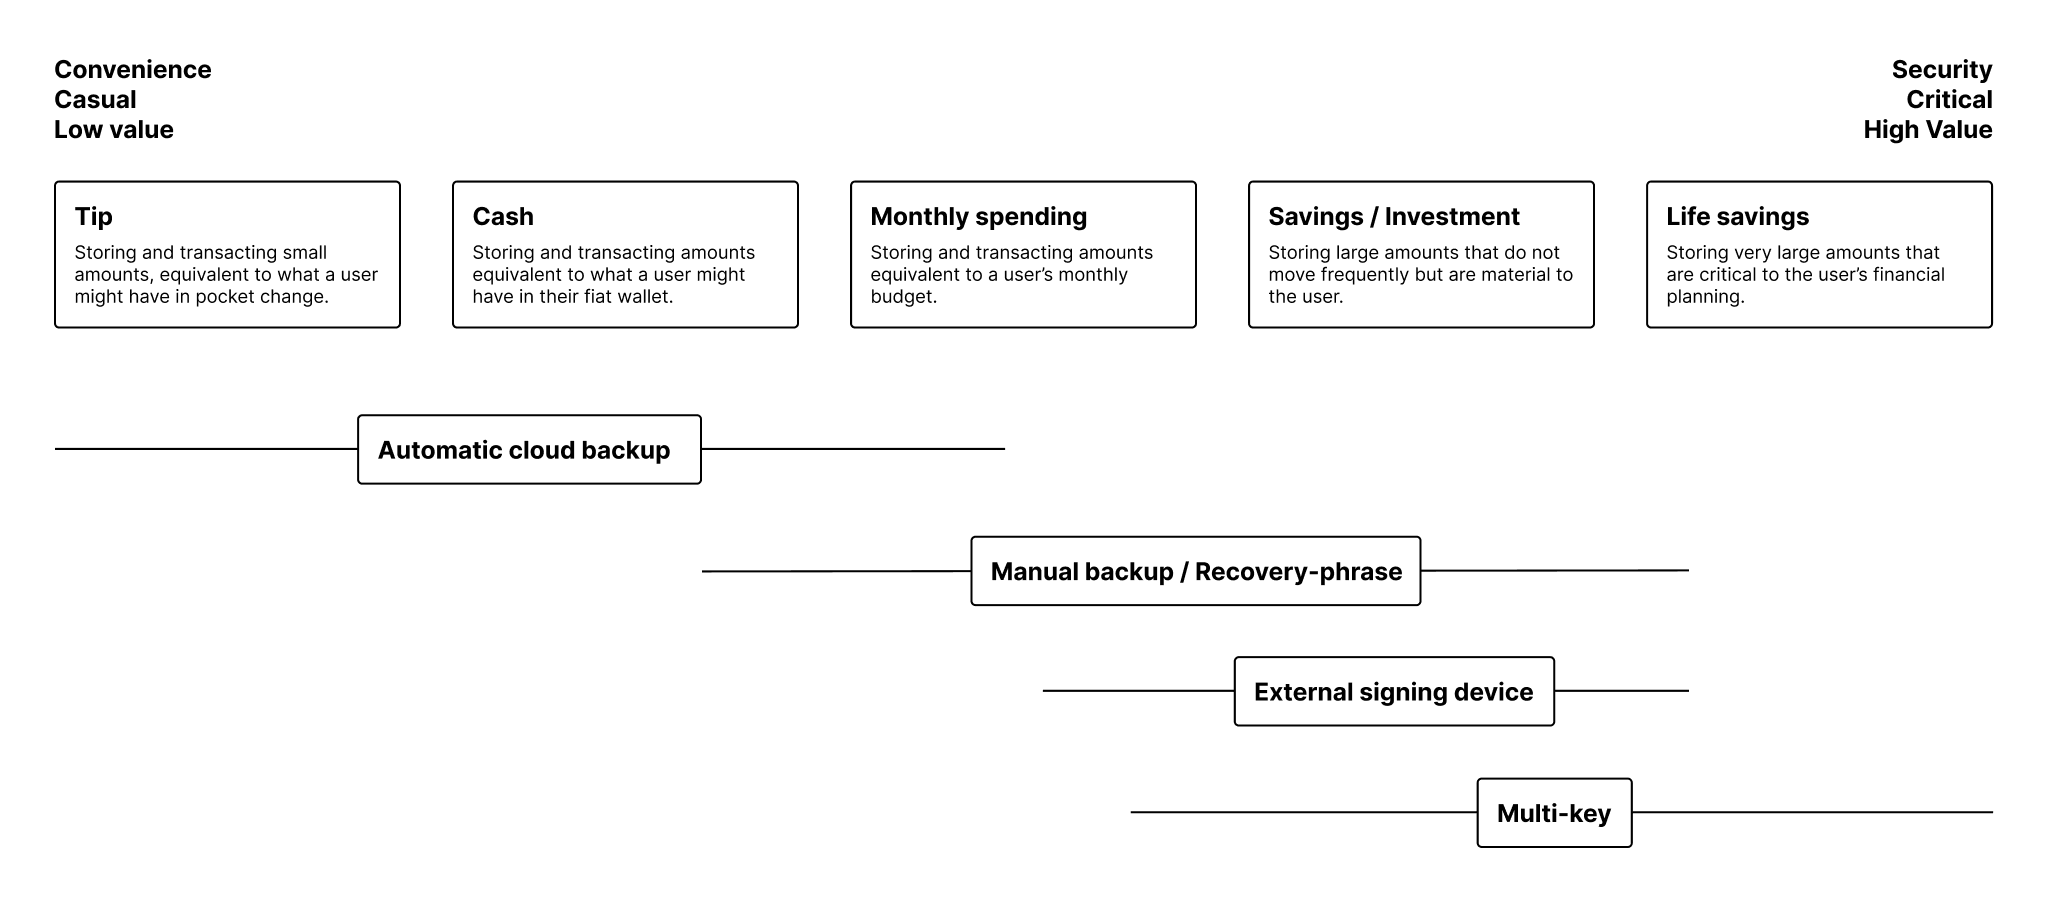 Convenience
Casual
Low value
Security
Critical
High Value
Tip
Storing and transacting small
amounts, equivalent to what a user
might have in pocket change.
Cash
Storing and transacting amounts
equivalent to what a user might
have in their fiat wallet.
Monthly spending
Storing and transacting amounts
equivalent to a user’s monthly
budget.
Savings / Investment
Storing large amounts that do not
move frequently but are material to
the user.
Life savings
Storing very large amounts that
are critical to the user’s financial
planning.
Automatic cloud backup
Manual backup / Recovery-phrase
External signing device
Multi-key